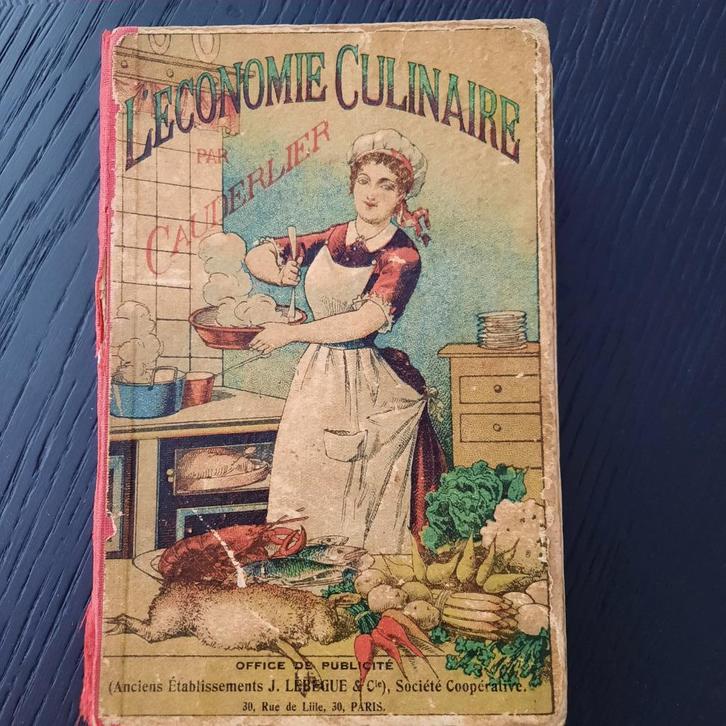 L'ECONOMIE CULINAIRE
PAR
CAUDERLIER
OFFICE DE PUBLICITÉ
(Anciens Établissements J. LEBÈGUE & Cie), Société Coopérative.
30, Rue de Lille, 30, PARIS.